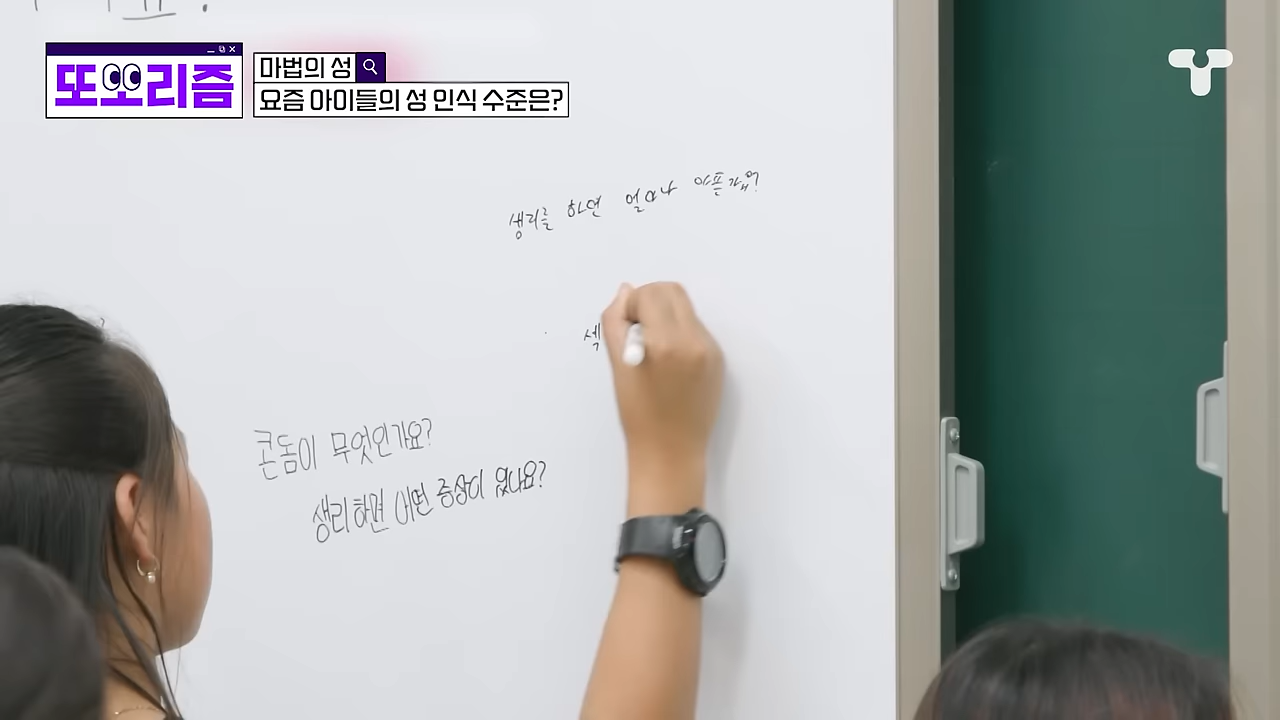 또뽀리즘
마법의 성
요즘 아이들의 성 인식 수준은?
생리를 하면 얼마나 아픈가요?
섹
콘돔이 무엇인가요?
생리하면 어떤 증상이 있나요?